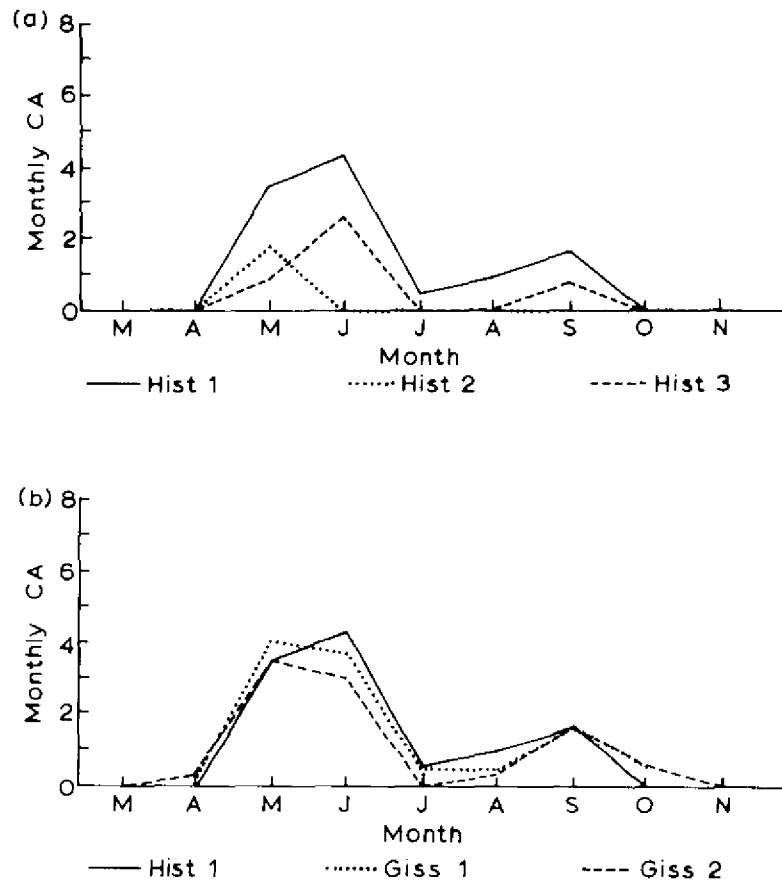 (a)
8
6
4
2
0
Monthly CA
M A M J J A S O N
Month
Hist 1 Hist 2 Hist 3
(b)
8
6
4
2
0
Monthly CA
M A M J J A S O N
Month
Hist 1 Giss 1 Giss 2